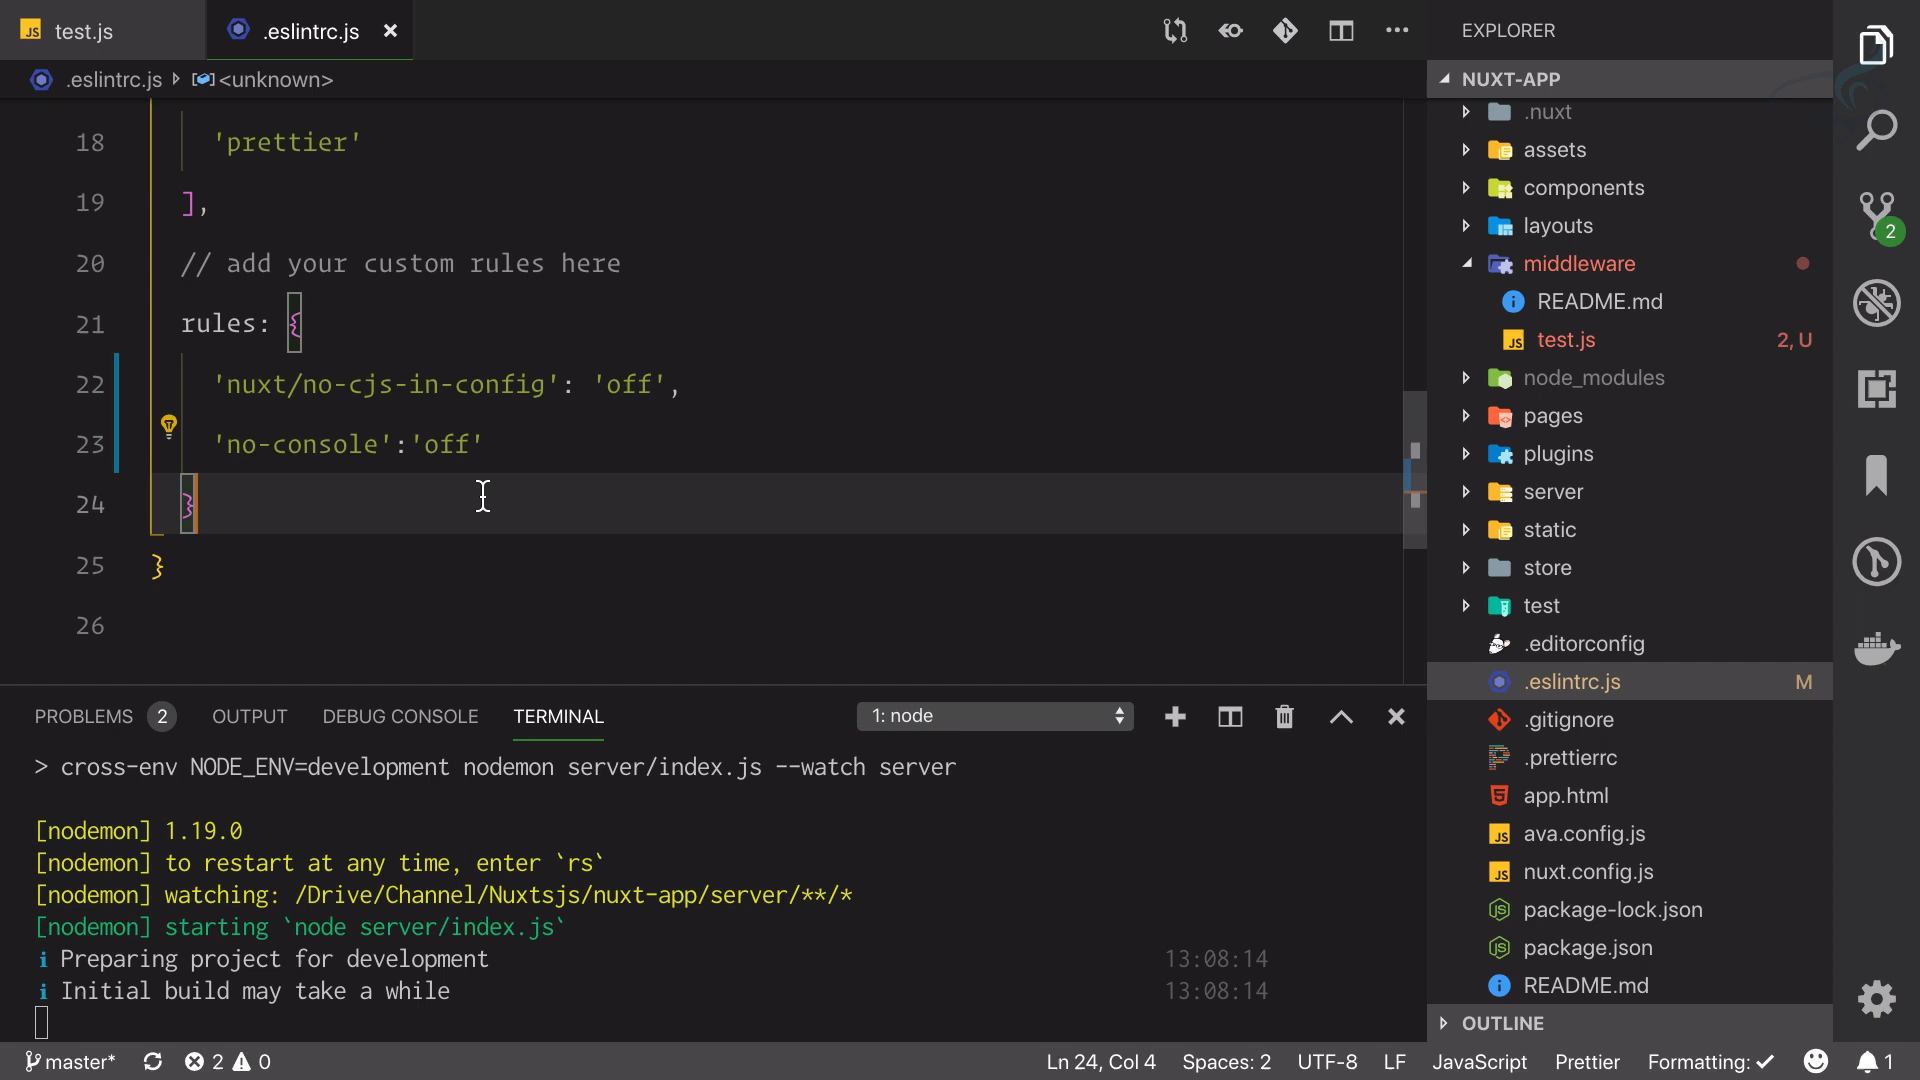 test.js
.eslintrc.js
EXPLORER
.eslintrc.js
<unknown>
NUXT-APP
18 'prettier'
19 ],
20 // add your custom rules here
21 rules: {
22 'nuxt/no-cjs-in-config': 'off',
23 'no-console':'off'
24 }
25 }
26
.nuxt
assets
components
layouts
middleware
README.md
test.js 2, U
node_modules
pages
plugins
server
static
store
test
.editorconfig
.eslintrc.js M
.gitignore
.prettierrc
app.html
ava.config.js
nuxt.config.js
package-lock.json
package.json
README.md
OUTLINE
2
PROBLEMS 2 OUTPUT DEBUG CONSOLE TERMINAL 1: node
> cross-env NODE_ENV=development nodemon server/index.js --watch server
[nodemon] 1.19.0
[nodemon] to restart at any time, enter `rs`
[nodemon] watching: /Drive/Channel/Nuxtsjs/nuxt-app/server/**/*
[nodemon] starting `node server/index.js`
ℹ Preparing project for development 13:08:14
ℹ Initial build may take a while 13:08:14
master* 2 0 Ln 24, Col 4 Spaces: 2 UTF-8 LF JavaScript Prettier Formatting: ✓ 1